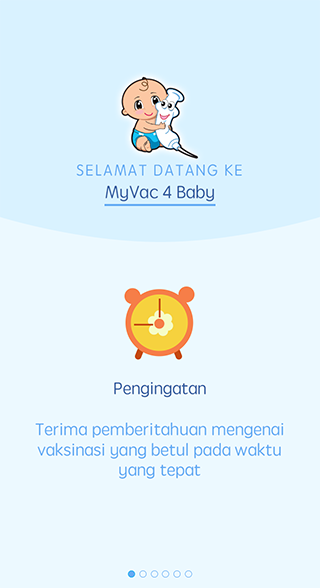 SELAMAT DATANG KE
MyVac 4 Baby
Pengingatan
Terima pemberitahuan mengenai
vaksinasi yang betul pada waktu
yang tepat